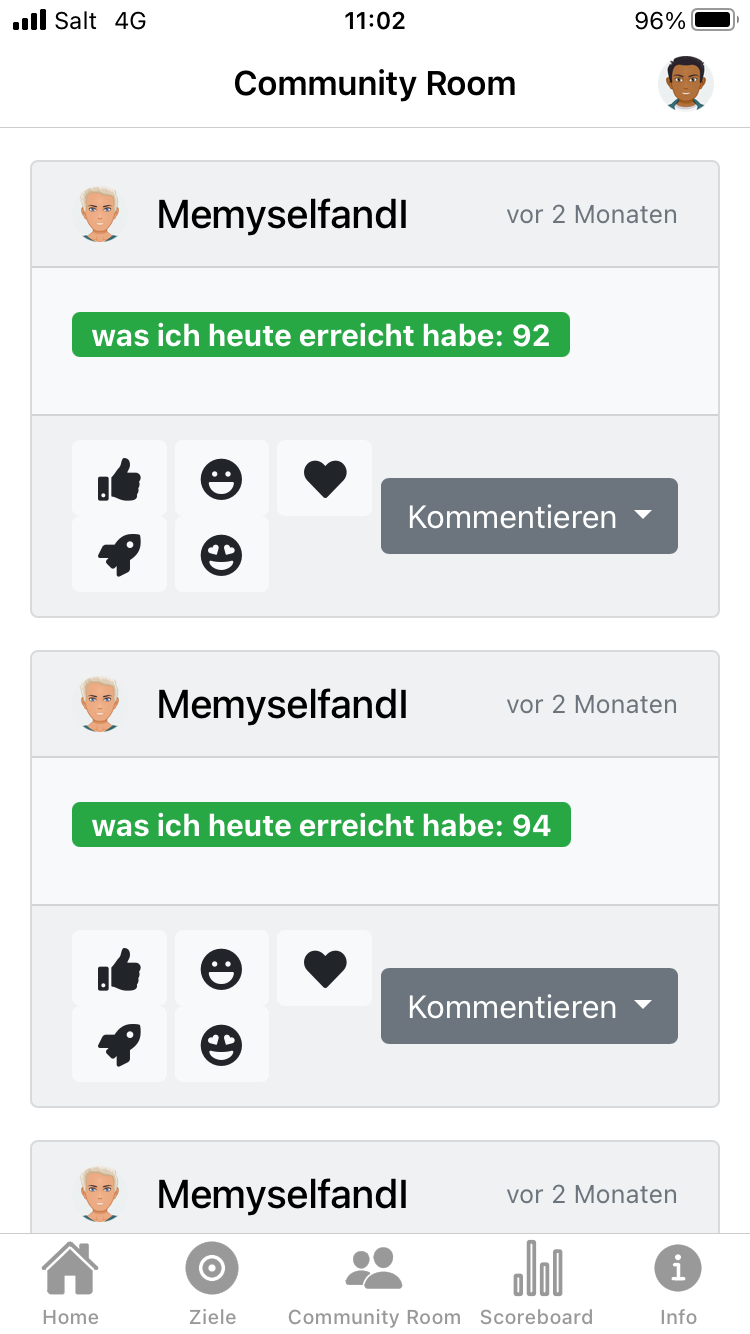 Salt 4G 11:02 96%
Community Room
MemyselfandI vor 2 Monaten
was ich heute erreicht habe: 92
Kommentieren
MemyselfandI vor 2 Monaten
was ich heute erreicht habe: 94
Kommentieren
MemyselfandI vor 2 Monaten
Home Ziele Community Room Scoreboard Info